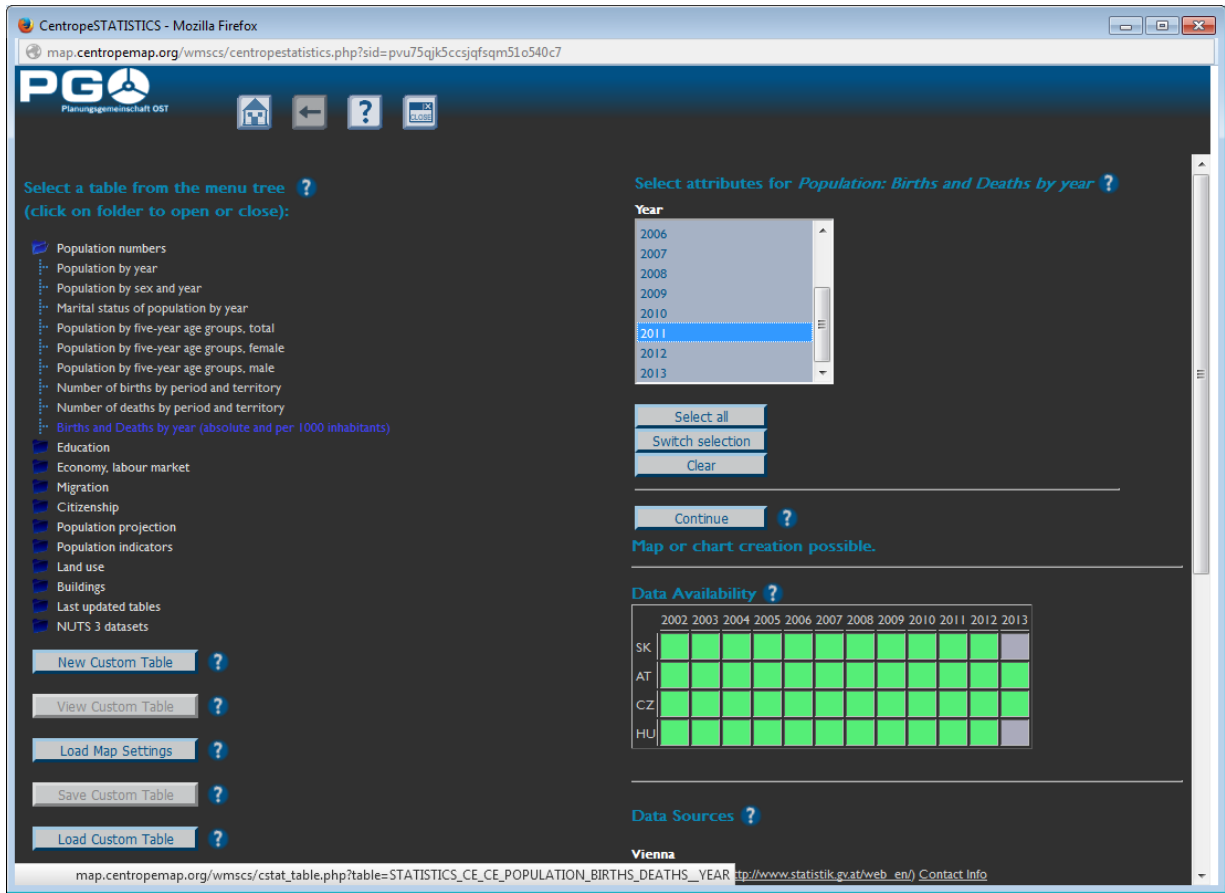 CentropeSTATISTICS - Mozilla Firefox
map.centropemap.org/wmscs/centropestatistics.php?sid=pvu75qjk5ccsjqfsqm51o540c7
PGO
Planungsgemeinschaft OST
?
CLOSE
Select a table from the menu tree ?
(click on folder to open or close):
Population numbers
Population by year
Population by sex and year
Marital status of population by year
Population by five-year age groups, total
Population by five-year age groups, female
Population by five-year age groups, male
Number of births by period and territory
Number of deaths by period and territory
Births and Deaths by year (absolute and per 1000 inhabitants)
Education
Economy, labour market
Migration
Citizenship
Population projection
Population indicators
Land use
Buildings
Last updated tables
NUTS 3 datasets
New Custom Table ?
View Custom Table ?
Load Map Settings ?
Save Custom Table ?
Load Custom Table ?
Select attributes for Population: Births and Deaths by year ?
Year
2006
2007
2008
2009
2010
2011
2012
2013
Select all
Switch selection
Clear
Continue ?
Map or chart creation possible.
Data Availability ?
2002 2003 2004 2005 2006 2007 2008 2009 2010 2011 2012 2013
SK
AT
CZ
HU
Data Sources ?
Vienna
map.centropemap.org/wmscs/cstat_table.php?table=STATISTICS_CE_CE_POPULATION_BIRTHS_DEATHS__YEAR ttp://www.statistik.gv.at/web_en/) Contact Info